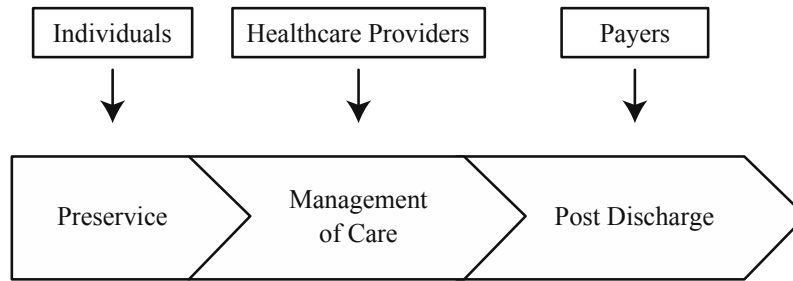 Individuals
Healthcare Providers
Payers
Preservice
Management
of Care
Post Discharge